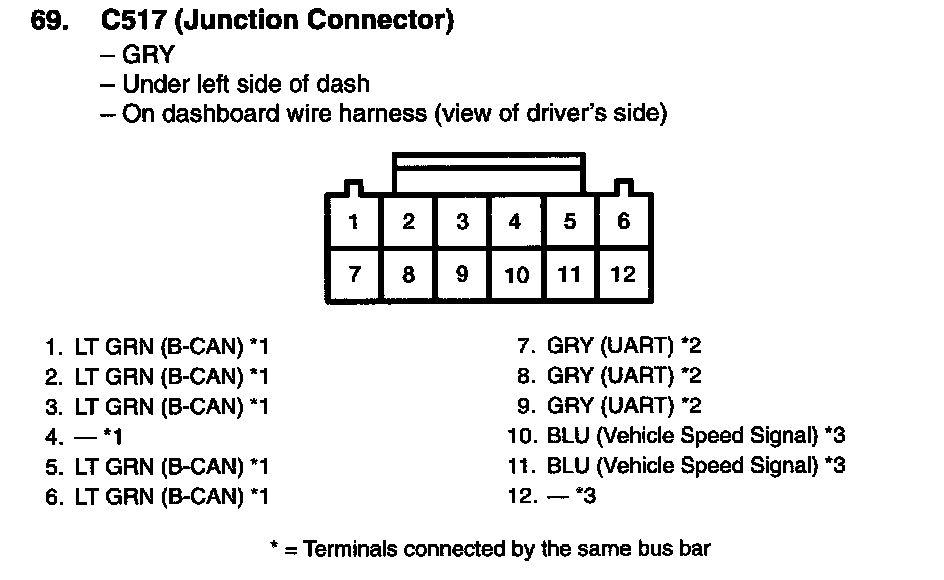 69. C517 (Junction Connector)
– GRY
– Under left side of dash
– On dashboard wire harness (view of driver's side)
1 2 3 4 5 6
7 8 9 10 11 12
1. LT GRN (B-CAN) *1
2. LT GRN (B-CAN) *1
3. LT GRN (B-CAN) *1
4. — *1
5. LT GRN (B-CAN) *1
6. LT GRN (B-CAN) *1
7. GRY (UART) *2
8. GRY (UART) *2
9. GRY (UART) *2
10. BLU (Vehicle Speed Signal) *3
11. BLU (Vehicle Speed Signal) *3
12. — *3
* = Terminals connected by the same bus bar